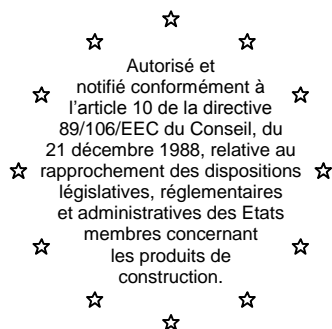 Autorisé et
notifié conformément à
l'article 10 de la directive
89/106/EEC du Conseil, du
21 décembre 1988, relative au
rapprochement des dispositions
législatives, réglementaires
et administratives des Etats
membres concernant
les produits de
construction.